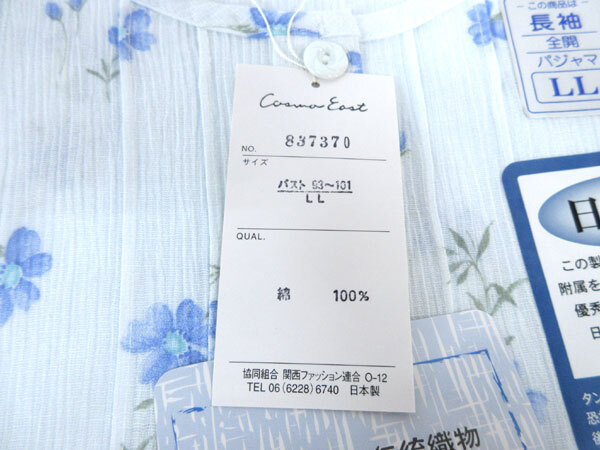 Cosmo East
NO. 837370
サイズ
バスト 93~101
LL
QUAL.
綿 100%
協同組合 関西ファッション連合 O-12
TEL 06(6228)6740 日本製
-この商品は-
長袖
全開
パジャマ
LL
日
この製
附属を
優秀
日
タン
恐
後
伝統織物